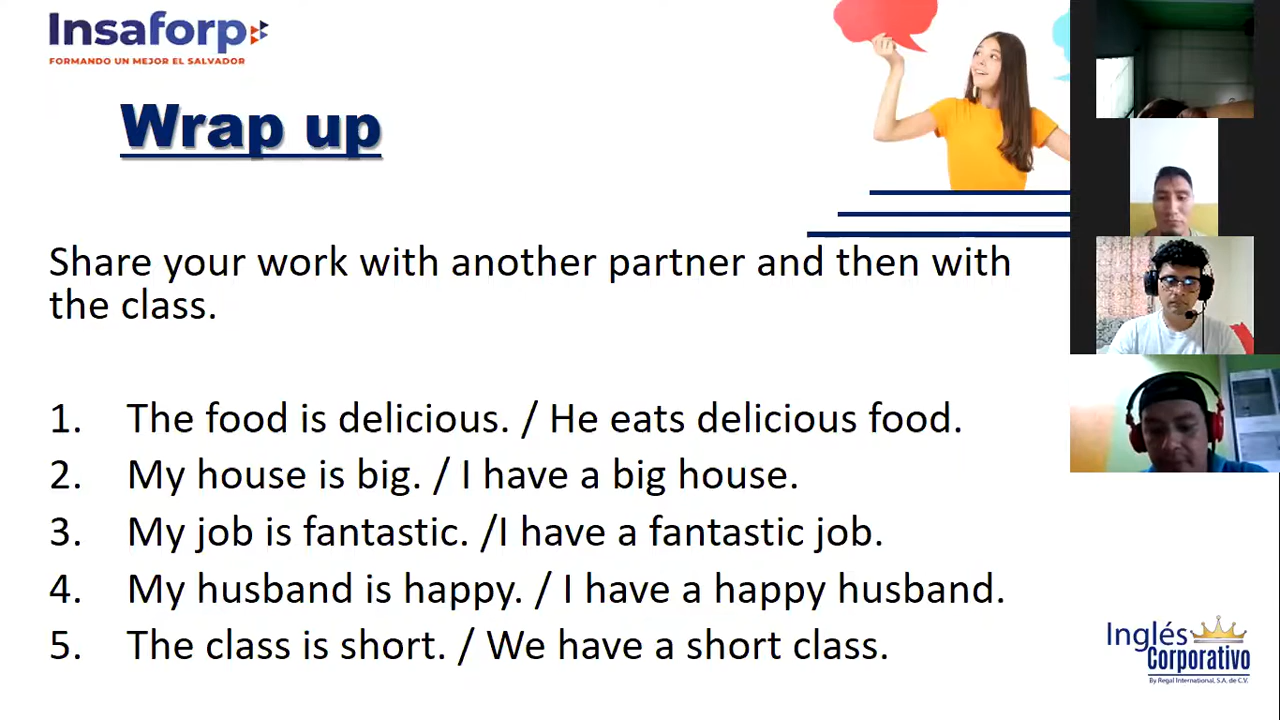 Insaforp
FORMANDO UN MEJOR EL SALVADOR
Wrap up
Share your work with another partner and then with
the class.
1. The food is delicious. / He eats delicious food.
2. My house is big. / I have a big house.
3. My job is fantastic. /I have a fantastic job.
4. My husband is happy. / I have a happy husband.
5. The class is short. / We have a short class.
Inglés
Corporativo
By Regal International, S.A. de C.V.